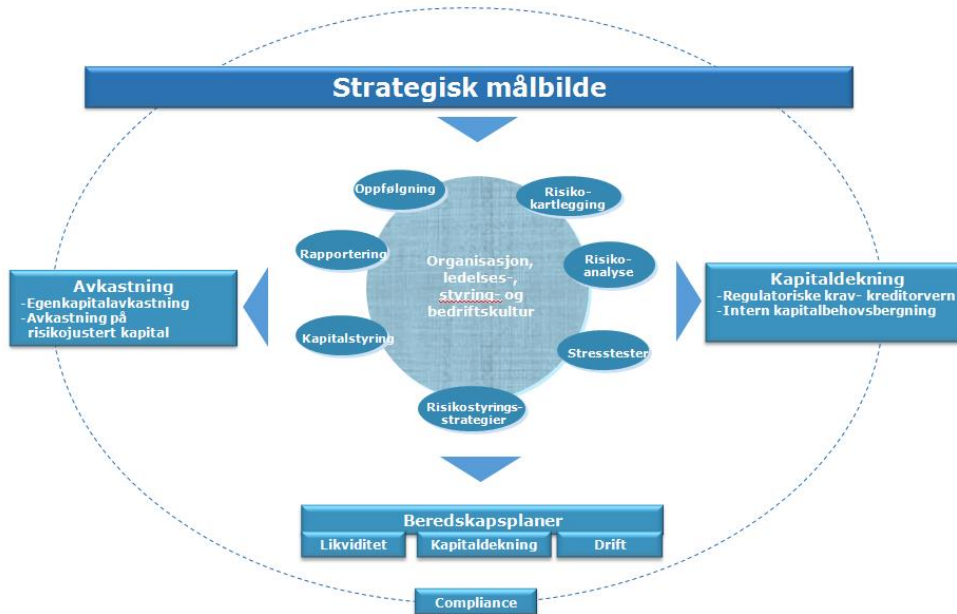 Strategisk målbilde
Oppfølgning
Risiko-
kartlegging
Rapportering
Organisasjon,
ledelses-,
styring- og
bedriftskultur
Risiko-
analyse
Avkastning
-Egenkapitalavkastning
-Avkastning på
risikojustert kapital
Kapitaldekning
-Regulatoriske krav- kreditorvern
-Intern kapitalbehovsbergning
Kapitalstyring
Stresstester
Risikostyrings-
strategier
Beredskapsplaner
Likviditet
Kapitaldekning
Drift
Compliance